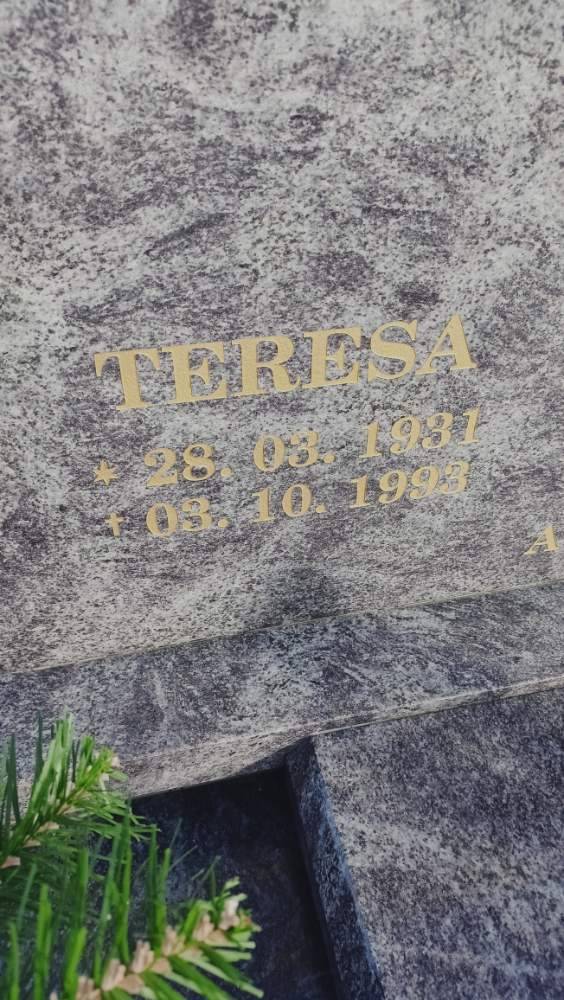 TERESA
* 28. 03. 1931
† 03. 10. 1993
A